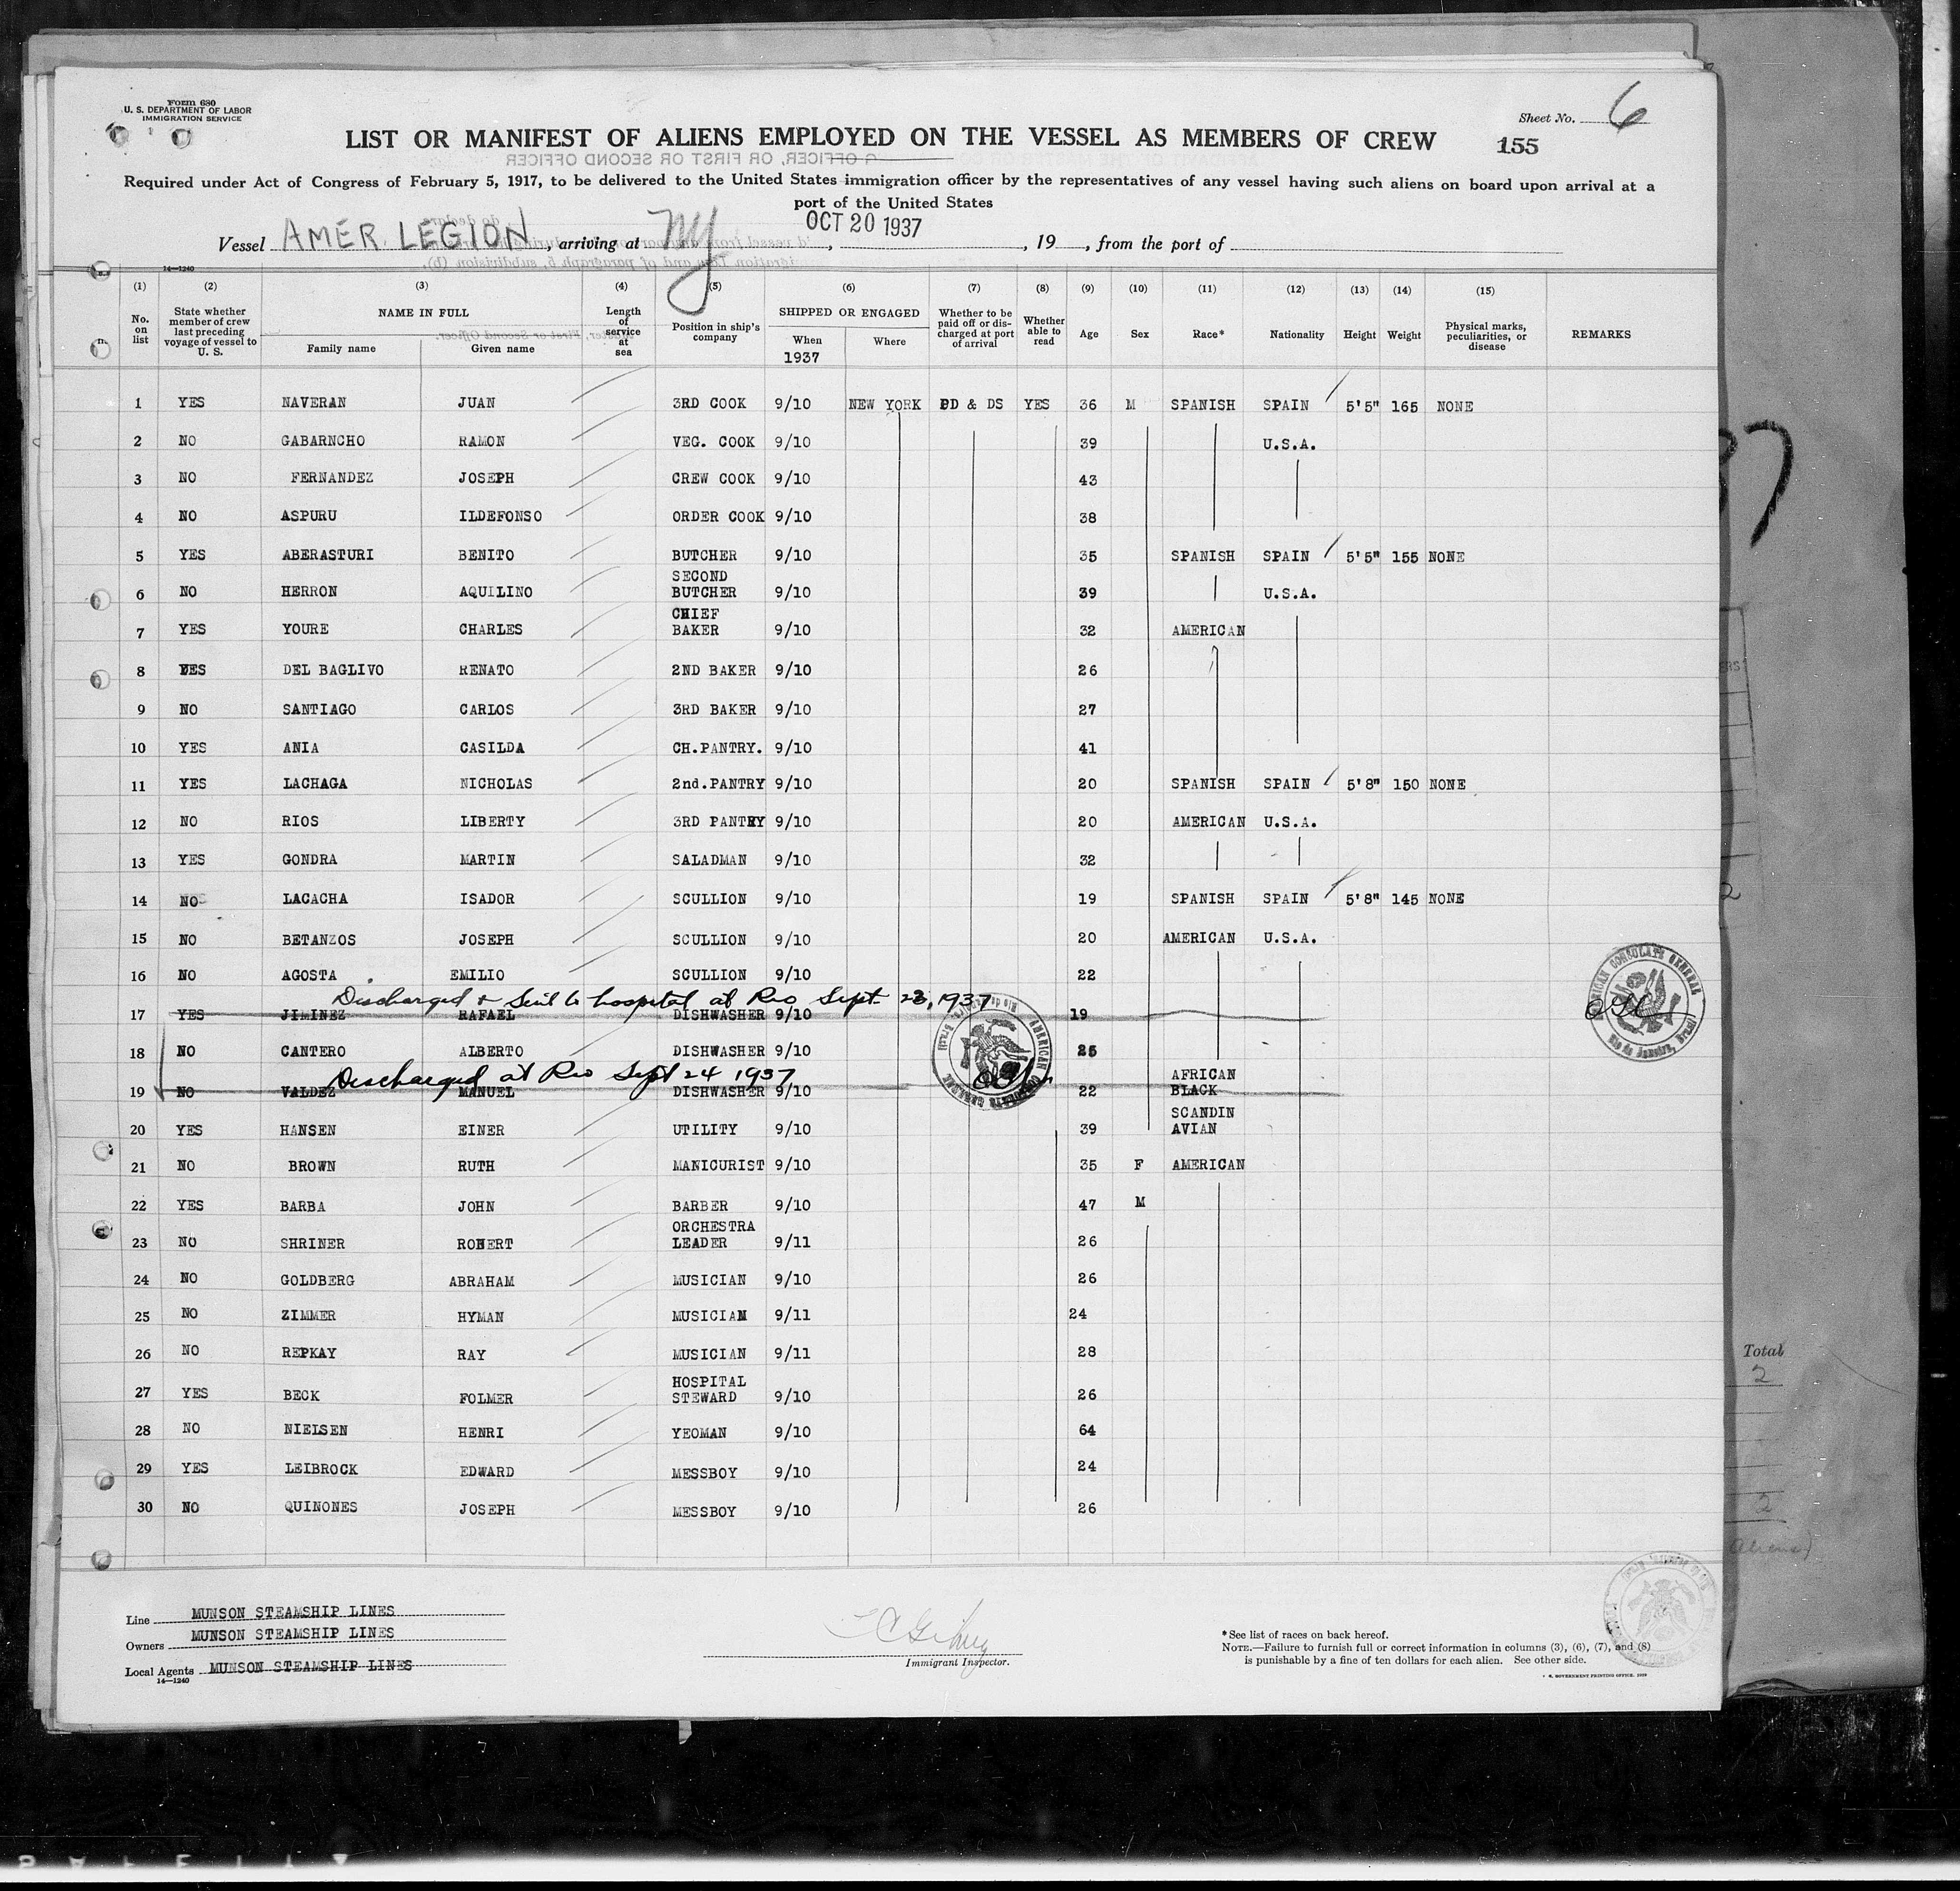 Form 680
U. S. DEPARTMENT OF LABOR
IMMIGRATION SERVICE
Sheet No. 6
LIST OR MANIFEST OF ALIENS EMPLOYED ON THE VESSEL AS MEMBERS OF CREW
155
Required under Act of Congress of February 5, 1917, to be delivered to the United States immigration officer by the representatives of any vessel having such aliens on board upon arrival at a
port of the United States
Vessel AMER. LEGION, arriving at NY, OCT 20 1937, 19, from the port of
14—1240
(1) (2) (3) (4) (5) (6) (7) (8) (9) (10) (11) (12) (13) (14) (15)
No. on list State whether member of crew last preceding voyage of vessel to U. S. NAME IN FULL Family name Given name Length of service at sea Position in ship's company SHIPPED OR ENGAGED When 1937 Where Whether to be paid off or discharged at port of arrival Whether able to read Age Sex Race* Nationality Height Weight Physical marks, peculiarities, or disease REMARKS
1 YES NAVERAN JUAN 3RD COOK 9/10 NEW YORK PD & DS YES 36 M SPANISH SPAIN 5'5" 165 NONE
2 NO GABARNCHO RAMON VEG. COOK 9/10 39 U.S.A.
3 NO FERNANDEZ JOSEPH CREW COOK 9/10 43
4 NO ASPURU ILDEFONSO ORDER COOK 9/10 38
5 YES ABERASTURI BENITO BUTCHER 9/10 35 SPANISH SPAIN 5'5" 155 NONE
6 NO HERRON AQUILINO SECOND BUTCHER 9/10 39 U.S.A.
7 YES YOURE CHARLES CHIEF BAKER 9/10 32 AMERICAN
8 YES DEL BAGLIVO RENATO 2ND BAKER 9/10 26
9 NO SANTIAGO CARLOS 3RD BAKER 9/10 27
10 YES ANIA CASILDA CH.PANTRY. 9/10 41
11 YES LACHAGA NICHOLAS 2nd.PANTRY 9/10 20 SPANISH SPAIN 5'8" 150 NONE
12 NO RIOS LIBERTY 3RD PANTRY 9/10 20 AMERICAN U.S.A.
13 YES GONDRA MARTIN SALADMAN 9/10 32
14 NO LACACHA ISADOR SCULLION 9/10 19 SPANISH SPAIN 5'8" 145 NONE
15 NO BETANZOS JOSEPH SCULLION 9/10 20 AMERICAN U.S.A.
16 NO AGOSTA EMILIO SCULLION 9/10 22
Discharged & Sent to hospital at Rio Sept. 23, 1937
17 YES JIMINEZ RAFAEL DISHWASHER 9/10 19
18 NO CANTERO ALBERTO DISHWASHER 9/10 25
Discharged at Rio Sept 24 1937
19 NO VALDEZ MANUEL DISHWASHER 9/10 22 AFRICAN BLACK
20 YES HANSEN EINER UTILITY 9/10 39 SCANDIN AVIAN
21 NO BROWN RUTH MANICURIST 9/10 35 F AMERICAN
22 YES BARBA JOHN BARBER 9/10 47 M
23 NO SHRINER ROBERT ORCHESTRA LEADER 9/11 26
24 NO GOLDBERG ABRAHAM MUSICIAN 9/10 26
25 NO ZIMMER HYMAN MUSICIAN 9/11 24
26 NO REPKAY RAY MUSICIAN 9/11 28
27 YES BECK FOLMER HOSPITAL STEWARD 9/10 26
28 NO NIELSEN HENRI YEOMAN 9/10 64
29 YES LEIBROCK EDWARD MESSBOY 9/10 24
30 NO QUINONES JOSEPH MESSBOY 9/10 26
AMERICAN CONSULATE GENERAL
Rio de Janeiro, Brazil
AMERICAN CONSULATE GENERAL
Rio de Janeiro, Brazil
Total
2
2
Aliens)
Line MUNSON STEAMSHIP LINES
Owners MUNSON STEAMSHIP LINES
Local Agents MUNSON STEAMSHIP LINES
14—1240
Immigrant Inspector.
*See list of races on back hereof.
NOTE.—Failure to furnish full or correct information in columns (3), (6), (7), and (8)
is punishable by a fine of ten dollars for each alien. See other side.